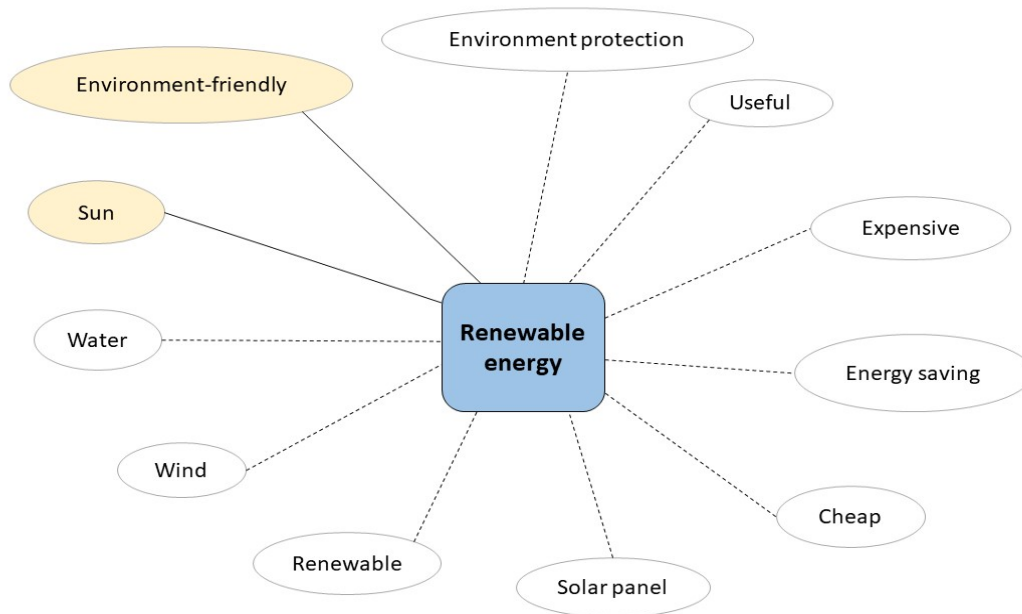 Environment protection
Environment-friendly
Useful
Sun
Expensive
Renewable
energy
Water
Energy saving
Wind
Cheap
Renewable
Solar panel